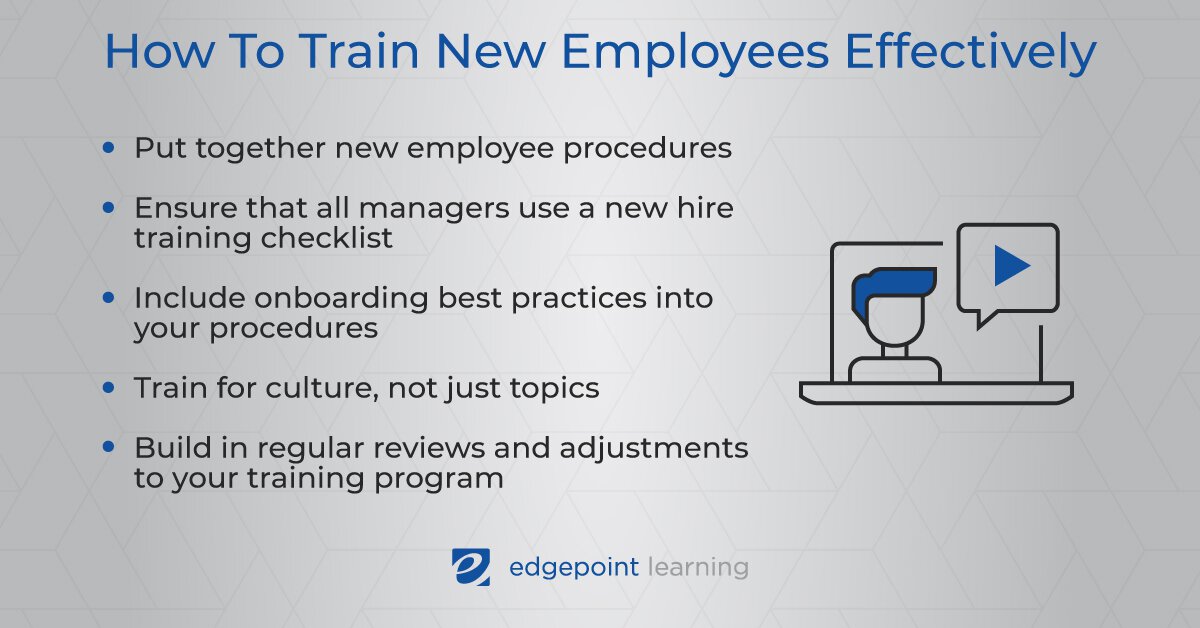 How To Train New Employees Effectively
• Put together new employee procedures
• Ensure that all managers use a new hire
training checklist
• Include onboarding best practices into
your procedures
• Train for culture, not just topics
• Build in regular reviews and adjustments
to your training program
edgepoint learning